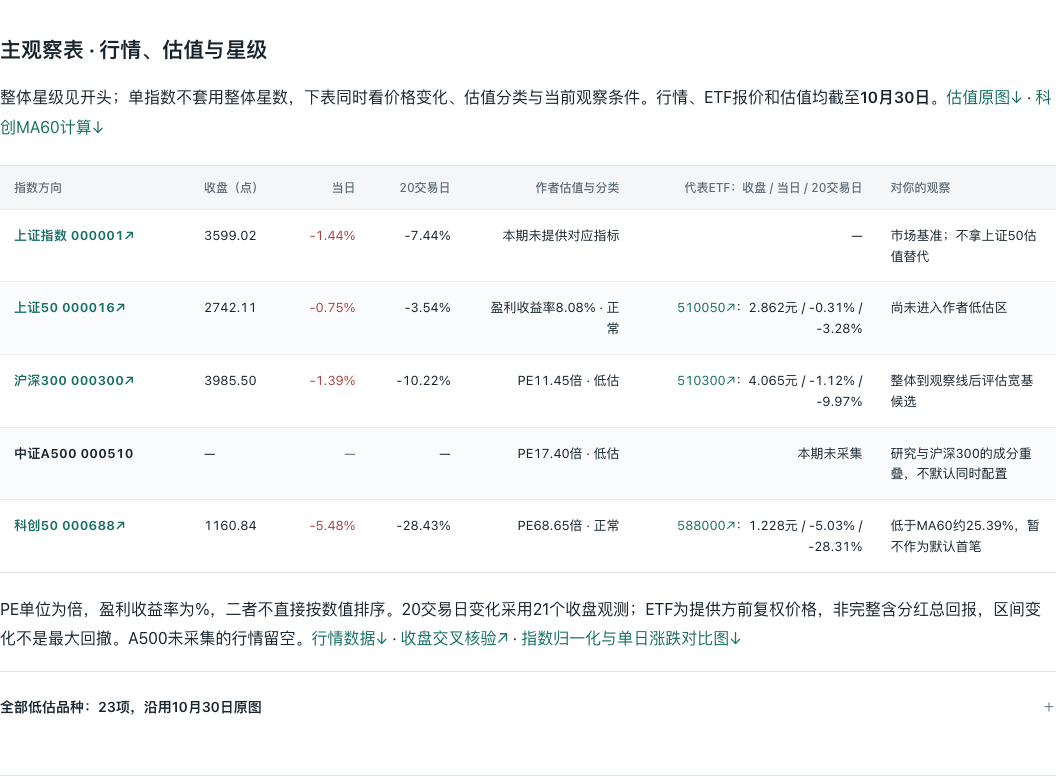 主观察表 · 行情、估值与星级
整体星级见开头；单指数不套用整体星数，下表同时看价格变化、估值分类与当前观察条件。行情、ETF报价和估值均截至10月30日。估值原图↓ · 科
创MA60计算↓
指数方向 收盘（点） 当日 20交易日 作者估值与分类 代表ETF：收盘 / 当日 / 20交易日 对你的观察
上证指数 000001↗ 3599.02 -1.44% -7.44% 本期未提供对应指标 — 市场基准；不拿上证50估
值替代
上证50 000016↗ 2742.11 -0.75% -3.54% 盈利收益率8.08% · 正 510050↗：2.862元 / -0.31% / 尚未进入作者低估区
常 -3.28%
沪深300 000300↗ 3985.50 -1.39% -10.22% PE11.45倍 · 低估 510300↗：4.065元 / -1.12% / 整体到观察线后评估宽基
-9.97% 候选
中证A500 000510 — — — PE17.40倍 · 低估 本期未采集 研究与沪深300的成分重
叠，不默认同时配置
科创50 000688↗ 1160.84 -5.48% -28.43% PE68.65倍 · 正常 588000↗：1.228元 / -5.03% / 低于MA60约25.39%，暂
-28.31% 不作为默认首笔
PE单位为倍，盈利收益率为%，二者不直接按数值排序。20交易日变化采用21个收盘观测；ETF为提供方前复权价格，非完整含分红总回报，区间变
化不是最大回撤。A500未采集的行情留空。行情数据↓ · 收盘交叉核验↗ · 指数归一化与单日涨跌对比图↓
全部低估品种：23项，沿用10月30日原图 +